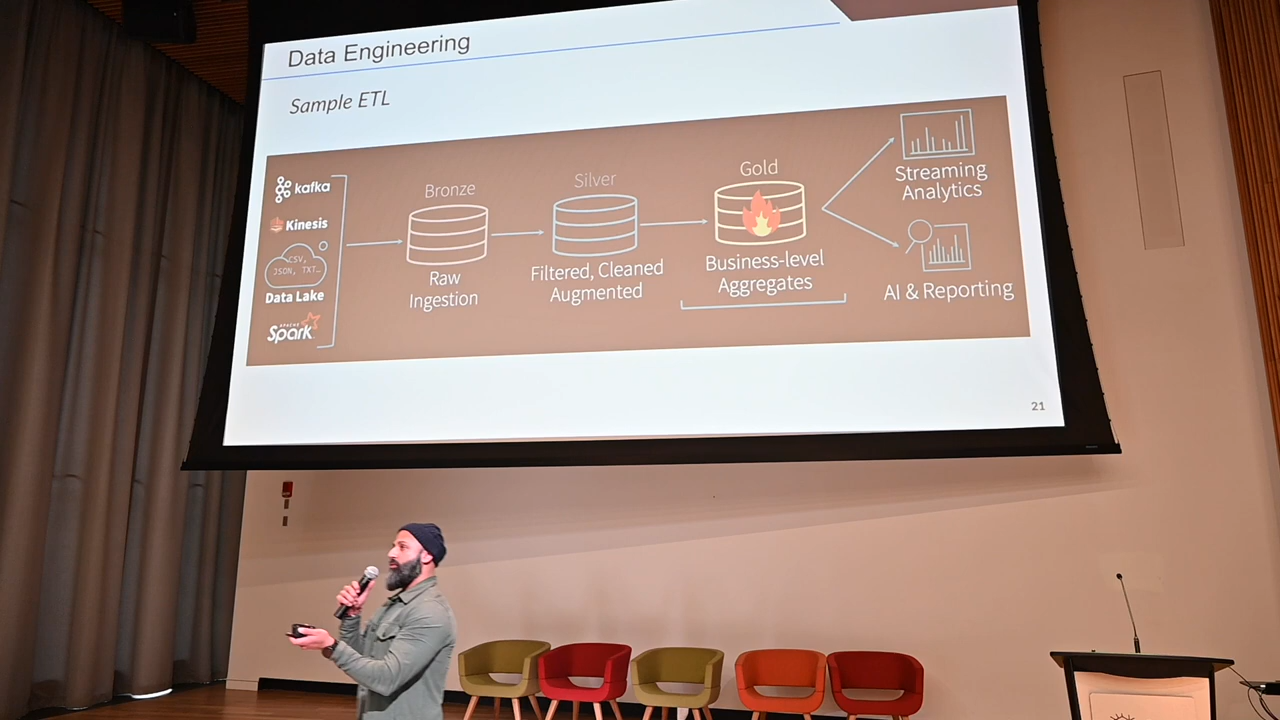 Data Engineering
Sample ETL
kafka
Kinesis
CSV,
JSON, TXT...
Data Lake
APACHE
Spark
Bronze
Raw
Ingestion
Silver
Filtered, Cleaned
Augmented
Gold
Business-level
Aggregates
Streaming
Analytics
AI & Reporting
21